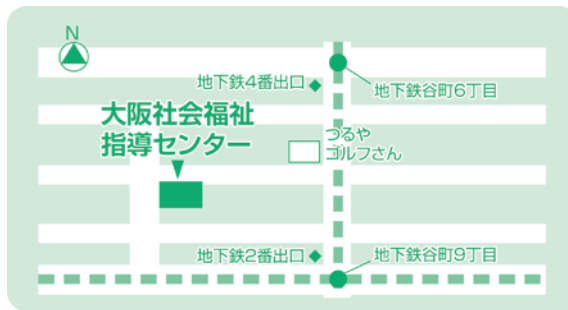 N
地下鉄4番出口
地下鉄谷町6丁目
大阪社会福祉
指導センター
つるや
ゴルフさん
地下鉄2番出口
地下鉄谷町9丁目